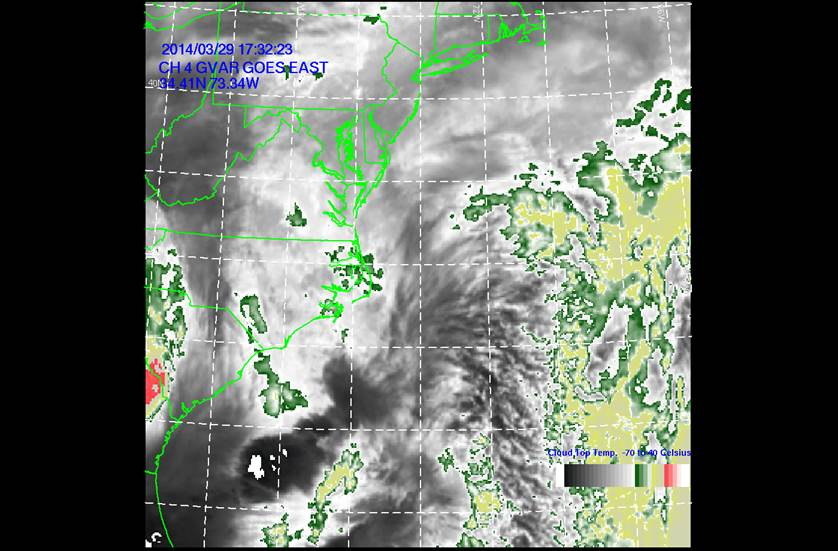 2014/03/29 17:32:23
CH 4 GVAR GOES EAST
34.41N 73.34W
40N
Cloud Top Temp. -70 to 40 Celsius